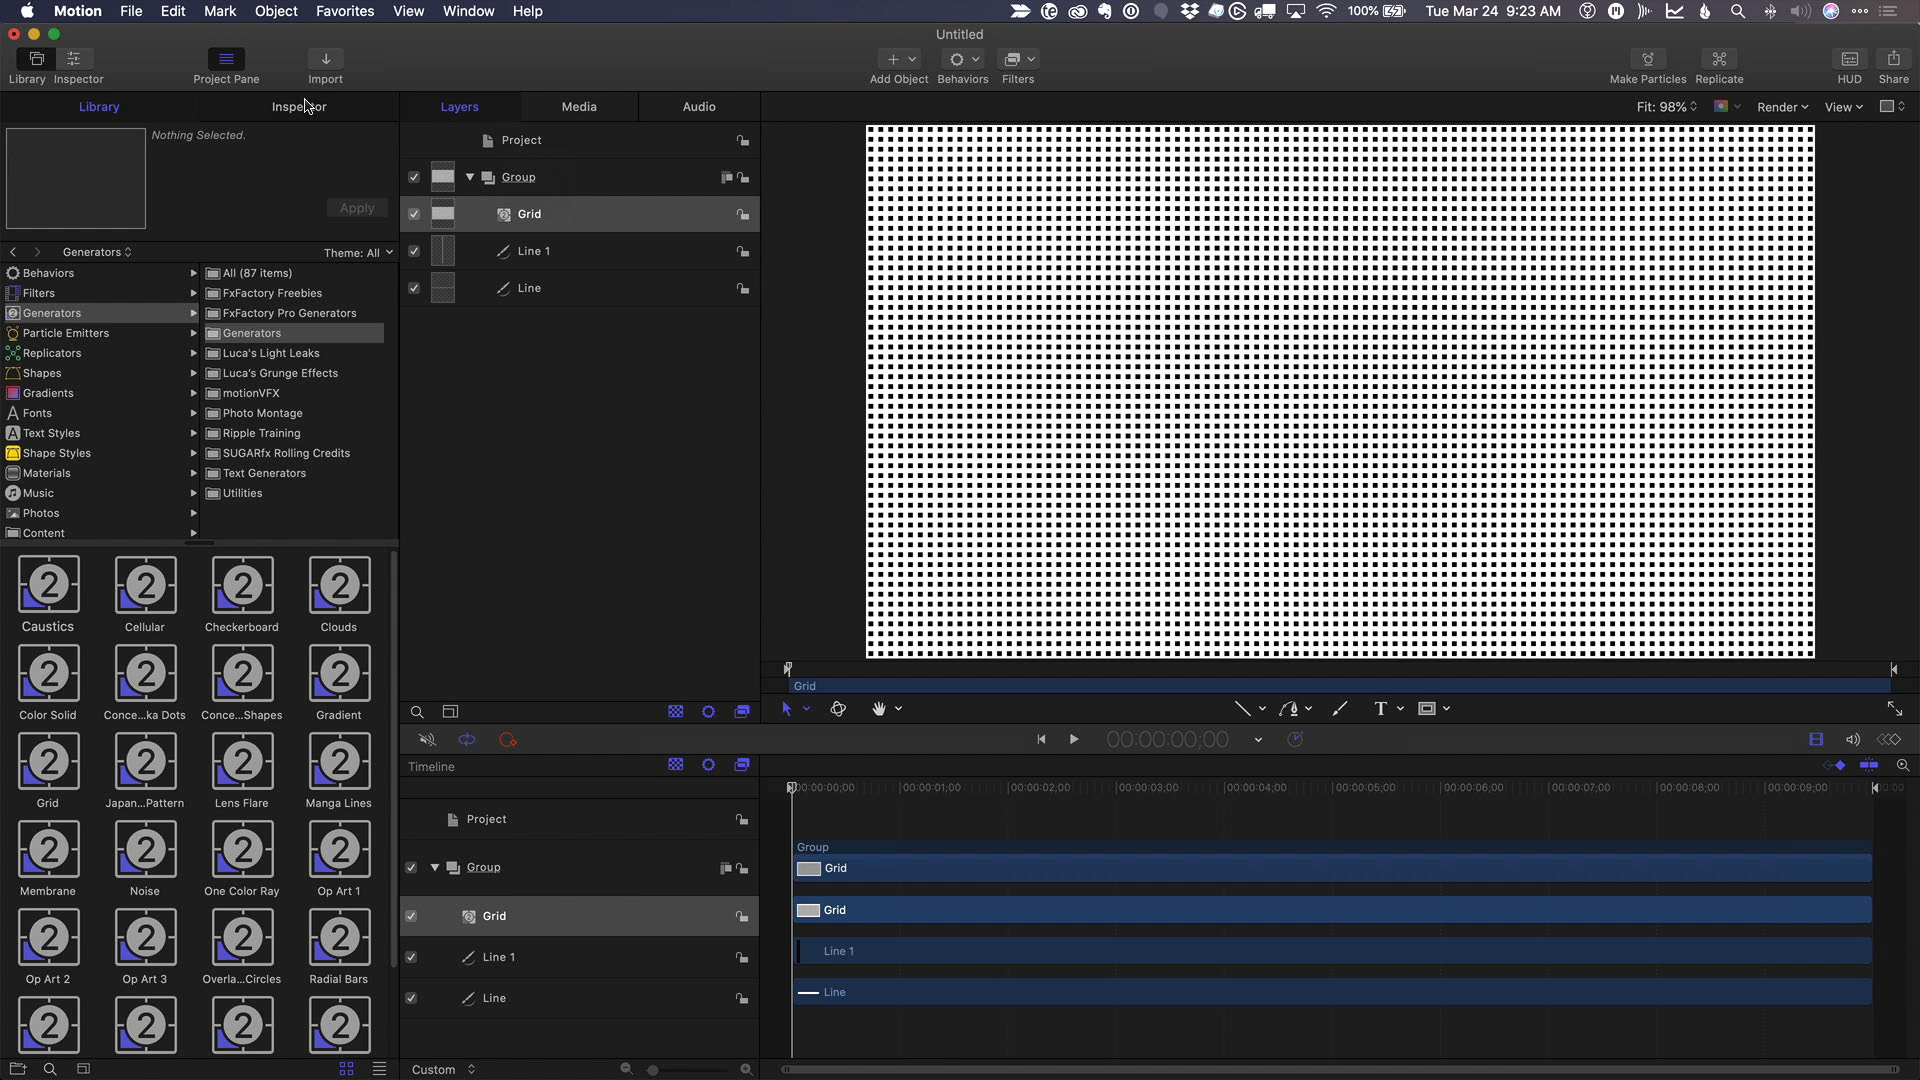 Motion File Edit Mark Object Favorites View Window Help 100% Tue Mar 24 9:23 AM
Untitled
Library Inspector Project Pane Import Add Object Behaviors Filters Make Particles Replicate HUD Share
Library Inspector Layers Media Audio Fit: 98% Render View
Nothing Selected.
Apply
Generators Theme: All
Behaviors
Filters
Generators
Particle Emitters
Replicators
Shapes
Gradients
Fonts
Text Styles
Shape Styles
Materials
Music
Photos
Content
All (87 items)
FxFactory Freebies
FxFactory Pro Generators
Generators
Luca's Light Leaks
Luca's Grunge Effects
motionVFX
Photo Montage
Ripple Training
SUGARfx Rolling Credits
Text Generators
Utilities
Caustics Cellular Checkerboard Clouds
Color Solid Conce...ka Dots Conce...Shapes Gradient
Grid Japan...Pattern Lens Flare Manga Lines
Membrane Noise One Color Ray Op Art 1
Op Art 2 Op Art 3 Overla...Circles Radial Bars
Project
Group
Grid
Line 1
Line
Grid
00:00:00;00
Timeline
00:00:00;00 00:00:01;00 00:00:02;00 00:00:03;00 00:00:04;00 00:00:05;00 00:00:06;00 00:00:07;00 00:00:08;00 00:00:09;00
Project
Group
Grid
Line 1
Line
Group
Grid
Grid
Line 1
Line
Custom